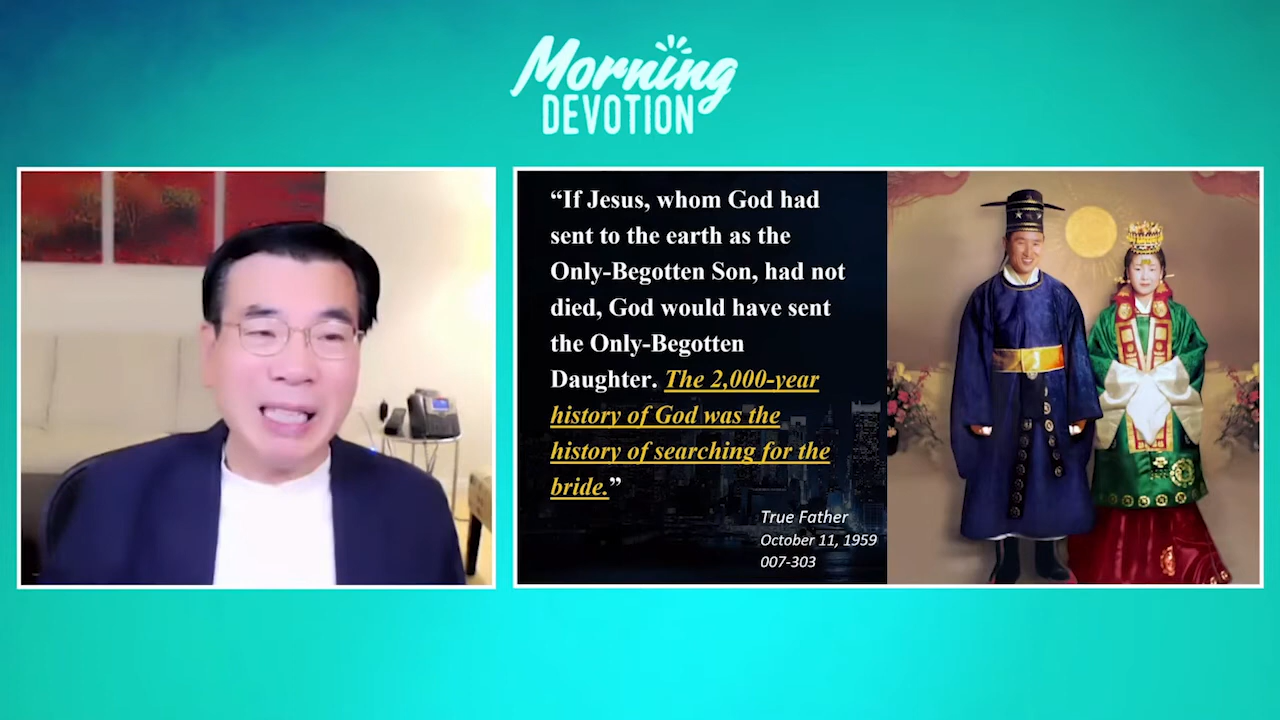 Morning
DEVOTION
“If Jesus, whom God had
sent to the earth as the
Only-Begotten Son, had not
died, God would have sent
the Only-Begotten
Daughter. The 2,000-year
history of God was the
history of searching for the
bride.”
True Father
October 11, 1959
007-303